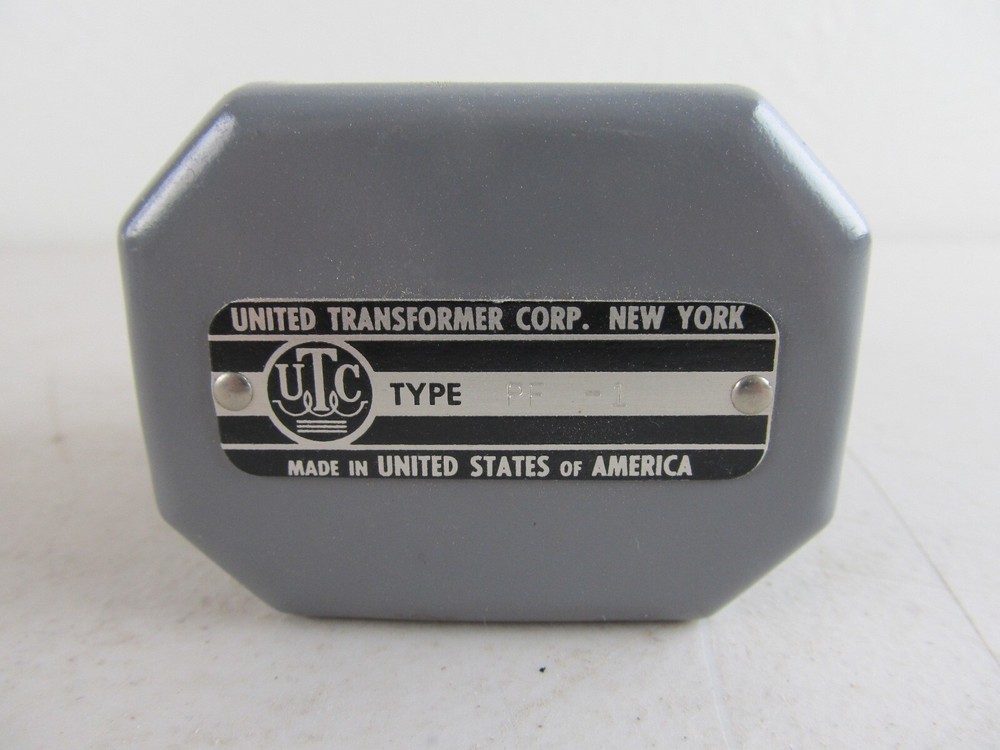 UNITED TRANSFORMER CORP. NEW YORK
UTC TYPE PF -1
MADE IN UNITED STATES OF AMERICA